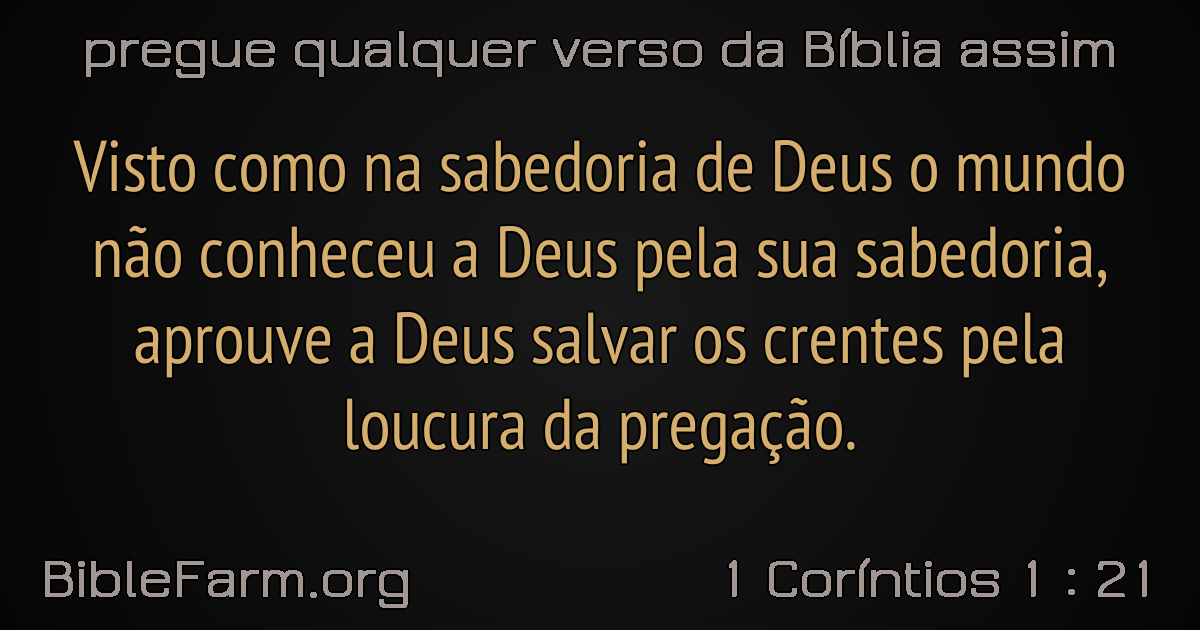 pregue qualquer verso da Bíblia assim
Visto como na sabedoria de Deus o mundo
não conheceu a Deus pela sua sabedoria,
aprouve a Deus salvar os crentes pela
loucura da pregação.
BibleFarm.org
1 Coríntios 1 : 21